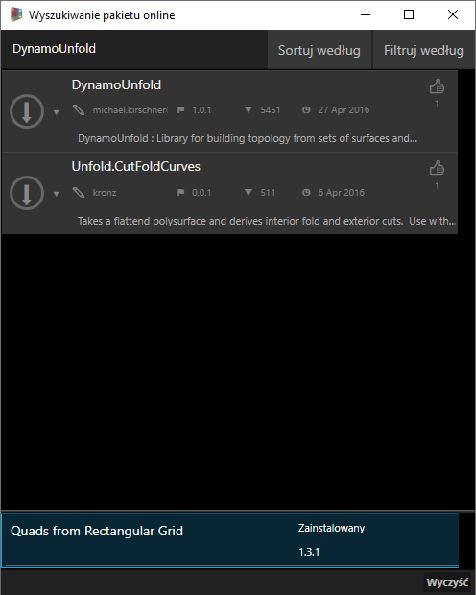 Wyszukiwanie pakietu online
DynamoUnfold
Sortuj według
Filtruj według
DynamoUnfold
1
1.0.1
5451
27 Apr 2016
DynamoUnfold : Library for building topology from sets of surfaces and...
Unfold.CutFoldCurves
1
kronz
0.0.1
511
5 Apr 2016
Takes a flattend polysurface and derives interior fold and exterior cuts. Use with...
Quads from Rectangular Grid
Zainstalowany
1.3.1
Wyczyść